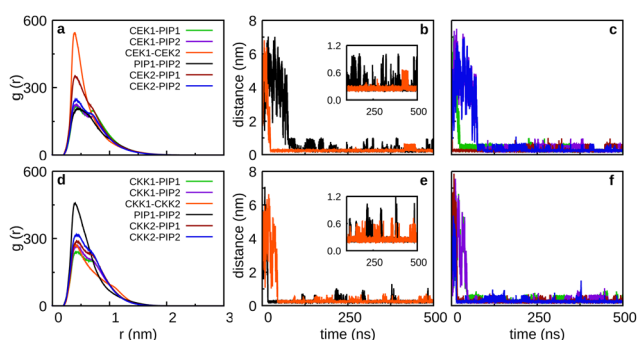 600
300
0
g (r)
a
CEK1-PIP1
CEK1-PIP2
CEK1-CEK2
PIP1-PIP2
CEK2-PIP1
CEK2-PIP2
8
6
4
2
0
distance (nm)
b
1.2
0.6
0.0
250 500
c
600
300
0
g (r)
d
CKK1-PIP1
CKK1-PIP2
CKK1-CKK2
PIP1-PIP2
CKK2-PIP1
CKK2-PIP2
0 1 2 3
r (nm)
8
6
4
2
0
distance (nm)
e
1.2
0.6
0.0
250 500
0 250 500
time (ns)
f
250 500
time (ns)